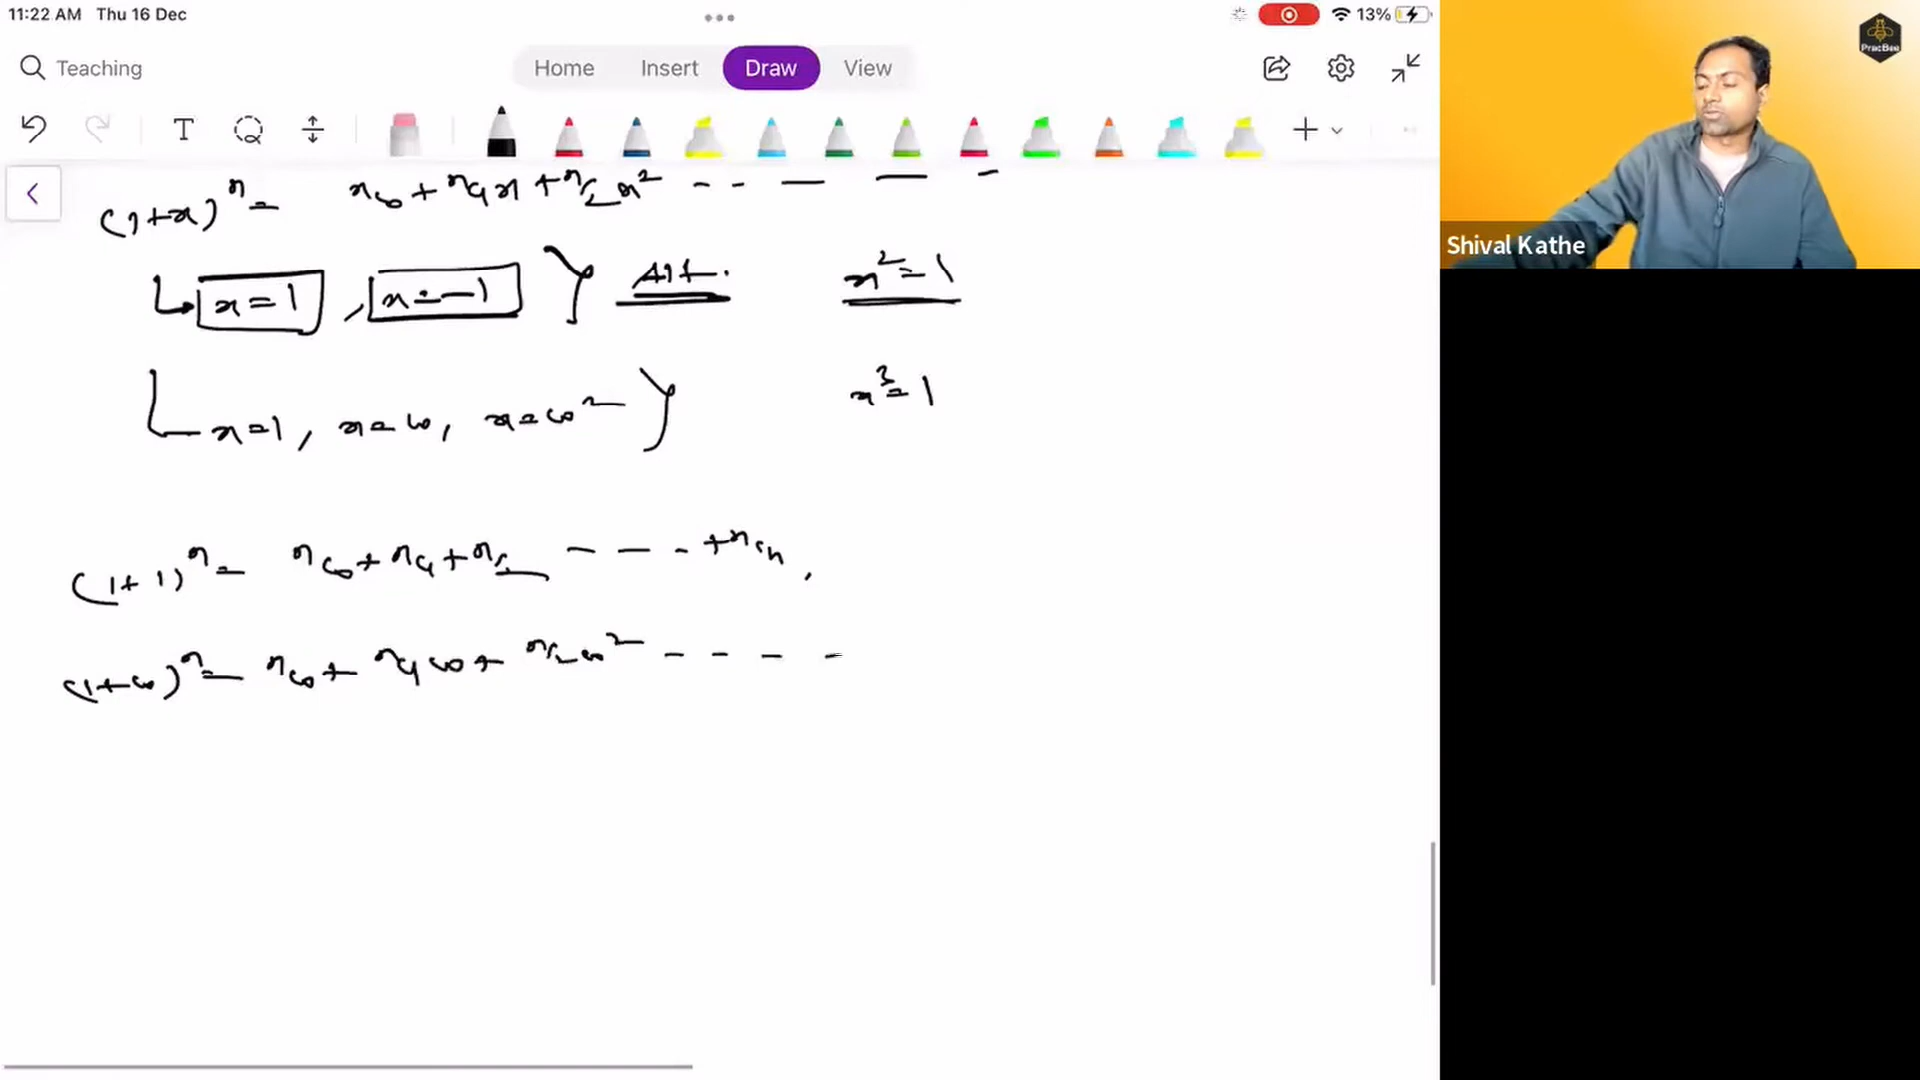 11:22 AM Thu 16 Dec
13%
Teaching
Home Insert Draw View
T
PracBee
Shival Kathe
(1+x)ⁿ = ⁿC₀ + ⁿC₁x + ⁿC₂x² - - — — -
x = 1 , x = -1 } Alt. x² = 1
x = 1, x = ω, x = ω² } x³ = 1
(1+1)ⁿ = ⁿC₀ + ⁿC₁ + ⁿC₂ - - - - + ⁿCₙ ,
(1+ω)ⁿ = ⁿC₀ + ⁿC₁ω + ⁿC₂ω² - - - -